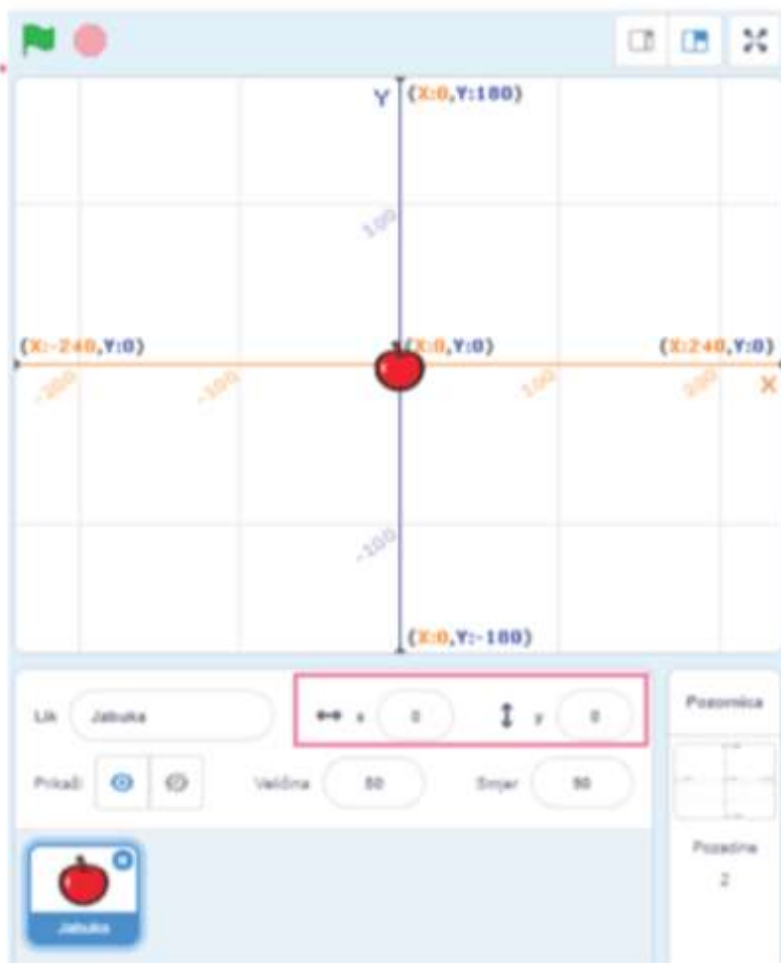 Y (X:0,Y:180)
100
(X:-240,Y:0) (X:0,Y:0) (X:240,Y:0)
-200 -100 100 200 X
-100
(X:0,Y:-180)
Lik Jabuka x 0 y 0 Pozornica
Prikaži Veličina 50 Smjer 90
Pozadine
2
Jabuka